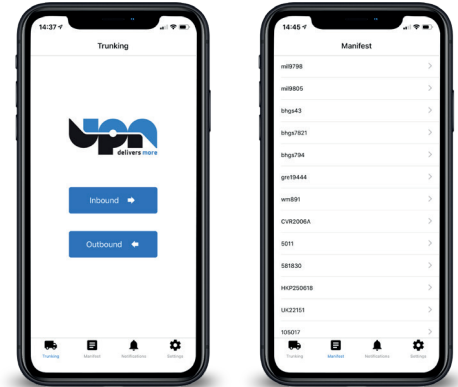 14:37
Trunking
upn
delivers more
Inbound
Outbound
Trunking
Manifest
Notifications
Settings
14:45
Manifest
mil9798
mil9805
bhgs43
bhgs7821
bhgs794
gre19444
wm891
CVR2006A
5011
581830
HKP250618
UK22151
105017
Trunking
Manifest
Notifications
Settings